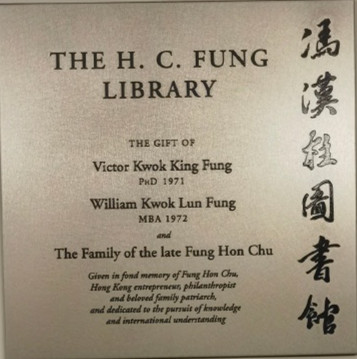 THE H. C. FUNG
LIBRARY
THE GIFT OF
Victor Kwok King Fung
PHD 1971
William Kwok Lun Fung
MBA 1972
and
The Family of the late Fung Hon Chu
Given in fond memory of Fung Hon Chu,
Hong Kong entrepreneur, philanthropist
and beloved family patriarch,
and dedicated to the pursuit of knowledge
and international understanding
馮漢柱圖書館